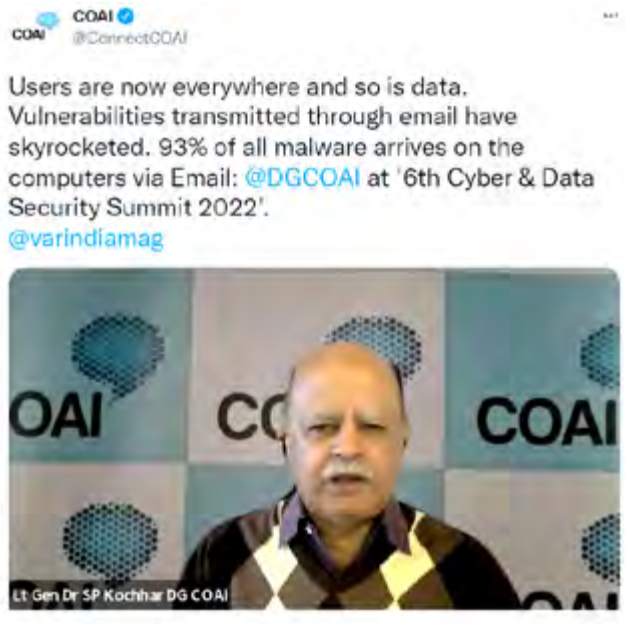 COAI
COAI
@ConnectCOAI
Users are now everywhere and so is data.
Vulnerabilities transmitted through email have
skyrocketed. 93% of all malware arrives on the
computers via Email: @DGCOAI at '6th Cyber & Data
Security Summit 2022'.
@varindiamag
OAI
CO
COAI
Lt Gen Dr SP Kochhar DG COAI
OAI